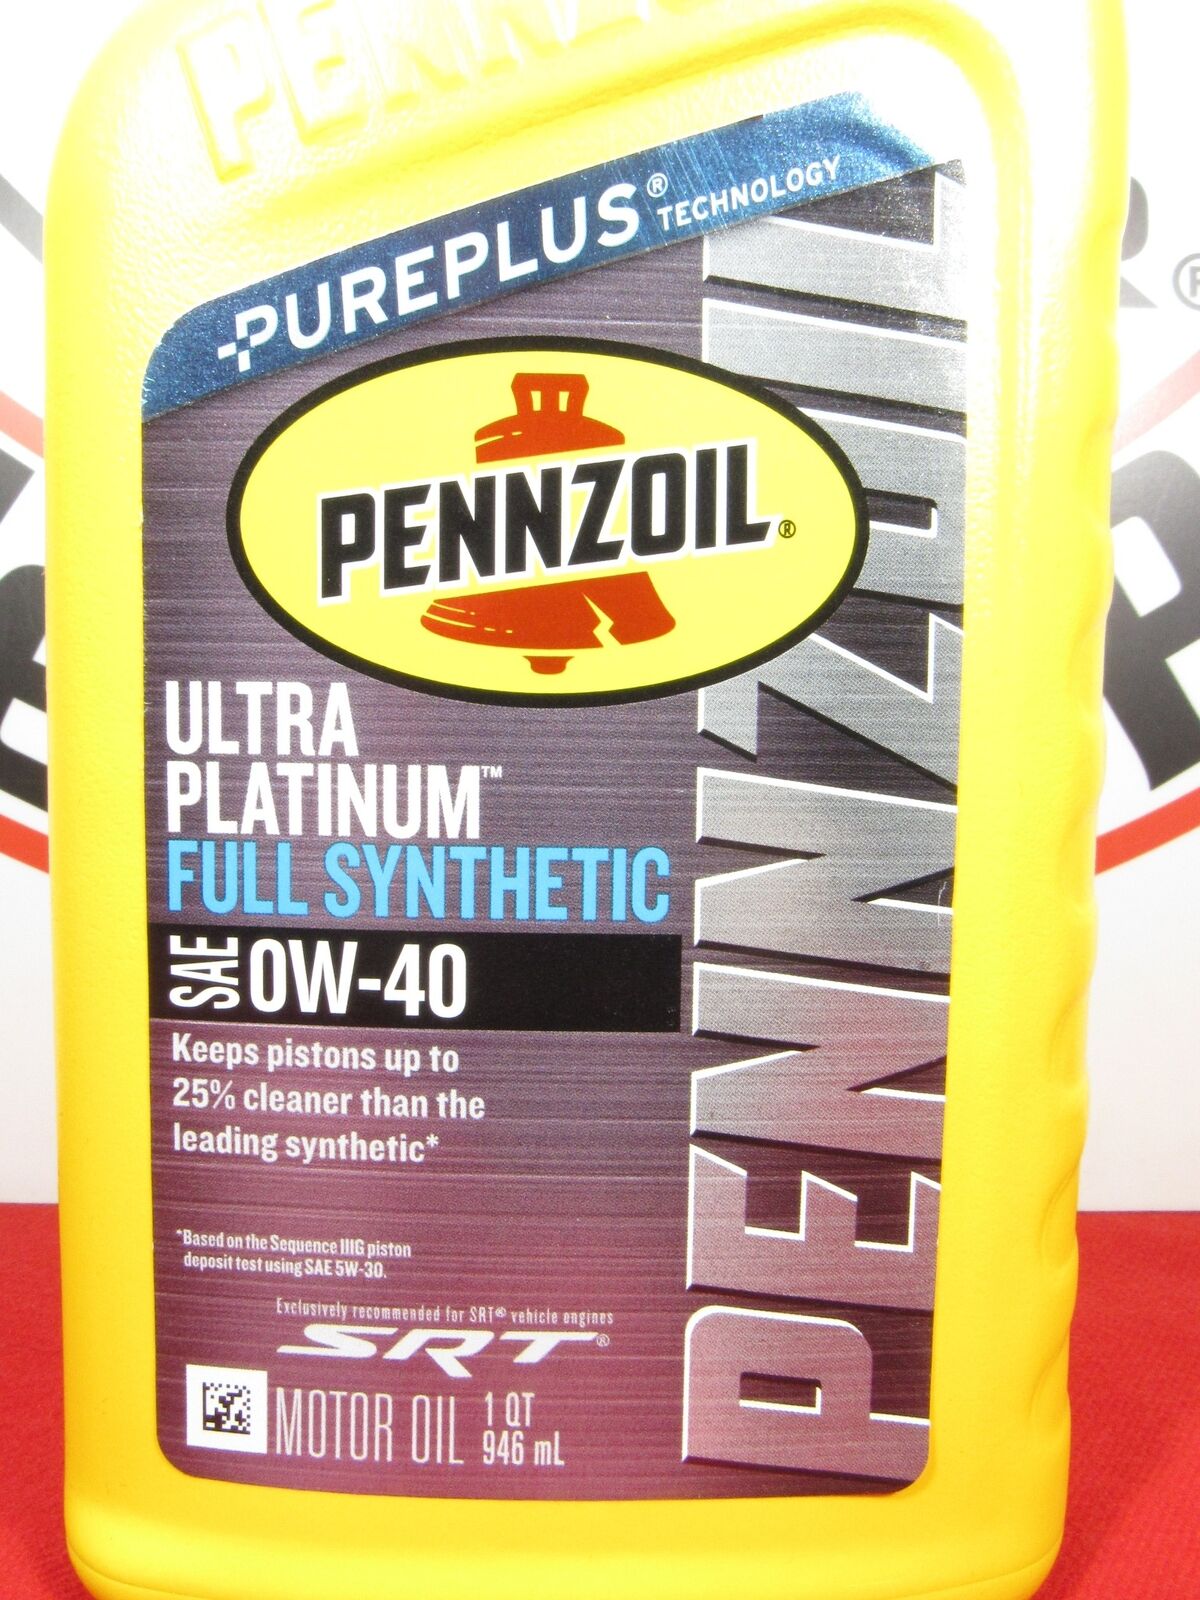 PENNZ
+PUREPLUS® TECHNOLOGY
PENNZOIL®
ULTRA
PLATINUM™
FULL SYNTHETIC
SAE 0W-40
Keeps pistons up to
25% cleaner than the
leading synthetic*
*Based on the Sequence IIIG piston
deposit test using SAE 5W-30.
Exclusively recommended for SRT® vehicle engines
SRT®
MOTOR OIL 1 QT
946 mL
PENNZOIL
R ®